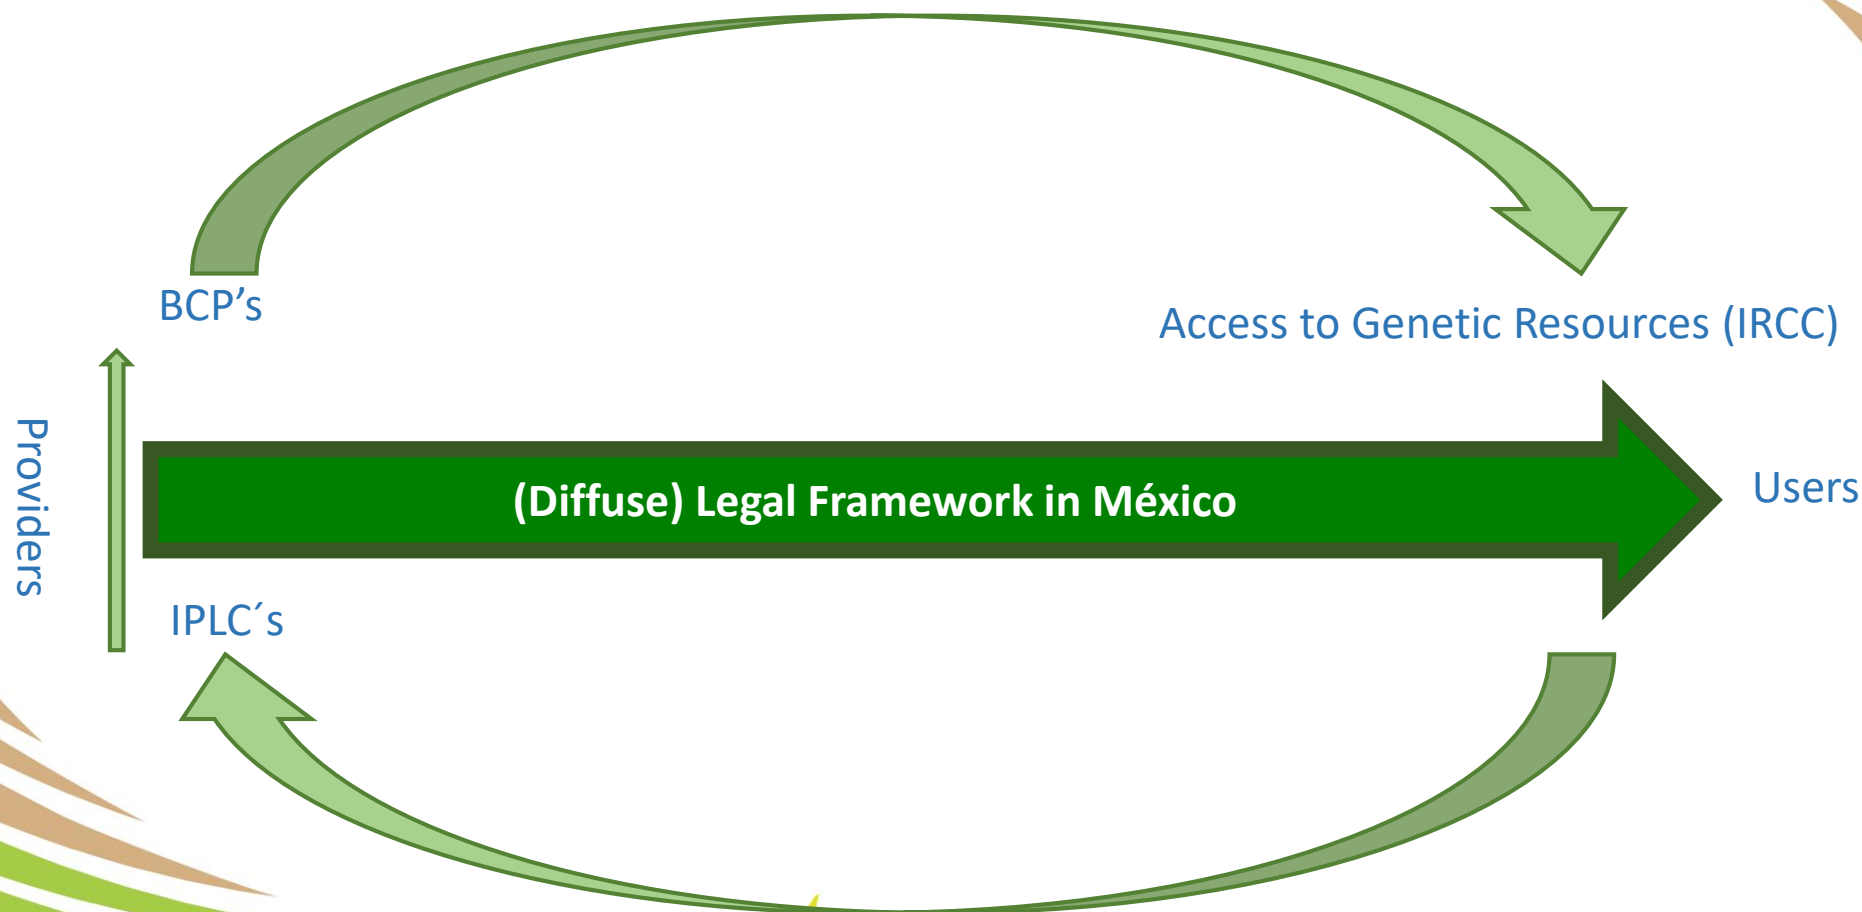 BCP’s
Access to Genetic Resources (IRCC)
Providers
(Diffuse) Legal Framework in México
Users
IPLC´s